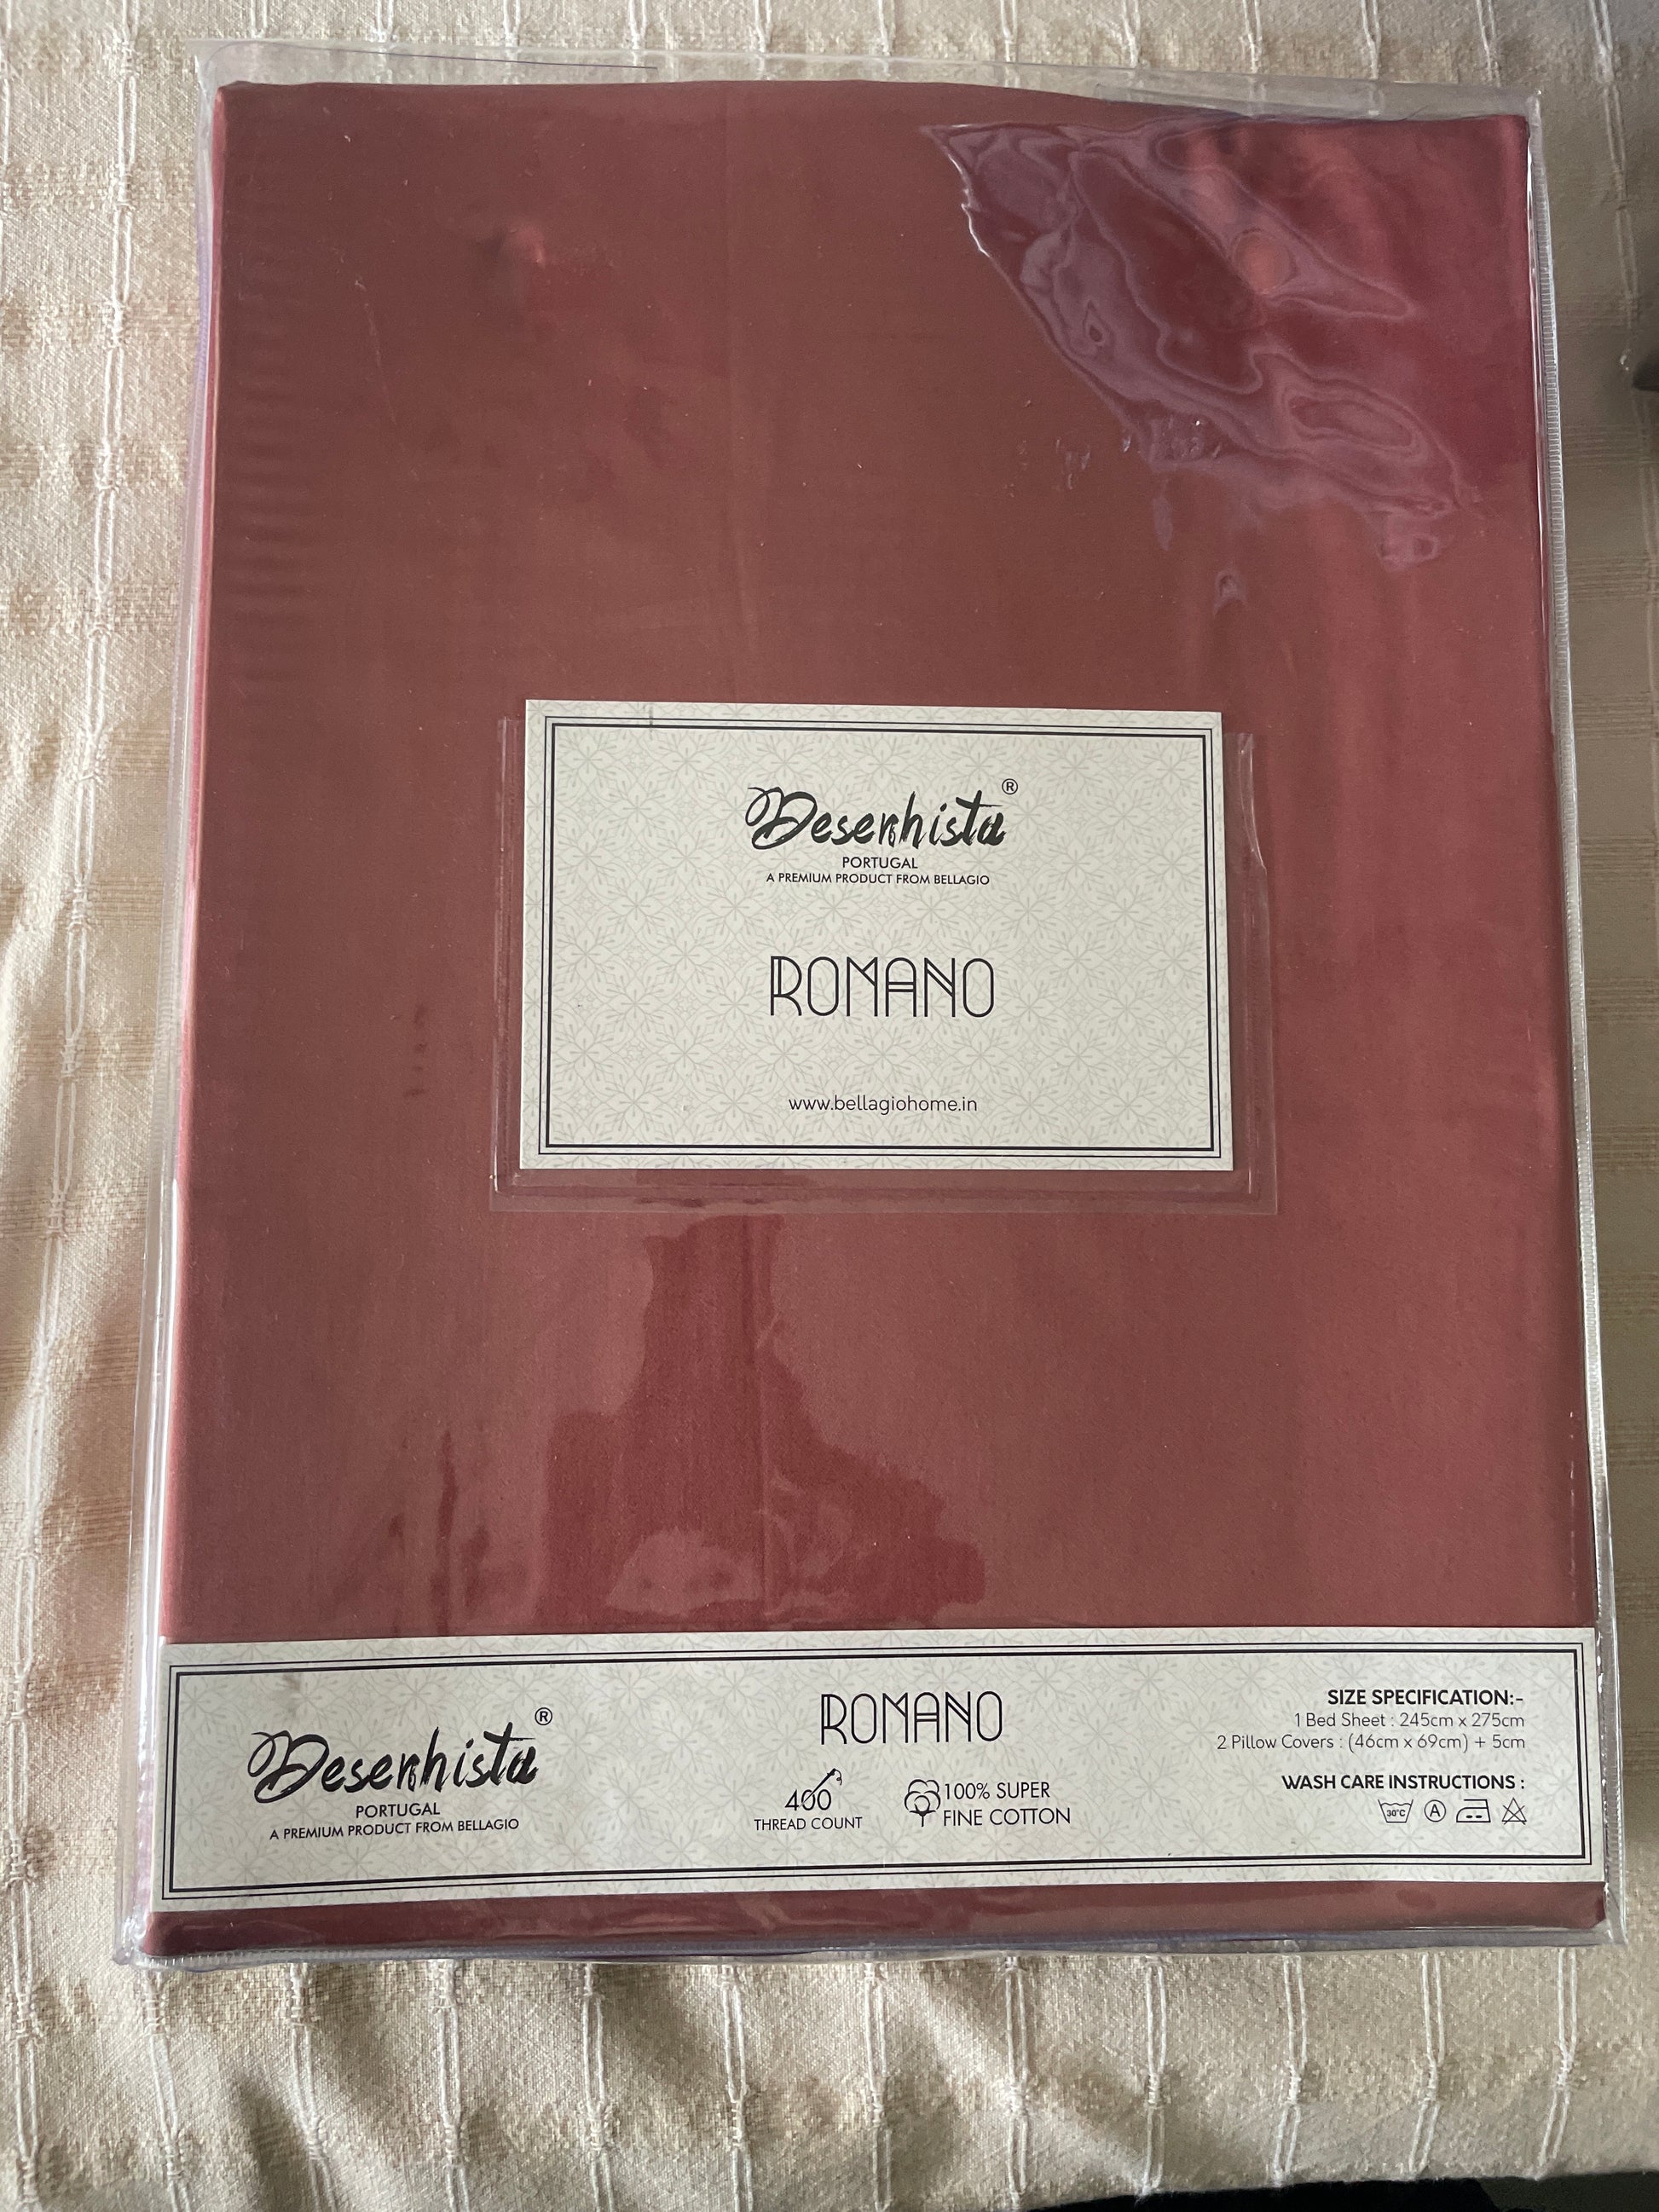 Desenhista®
PORTUGAL
A PREMIUM PRODUCT FROM BELLAGIO
ROMANO
www.bellagiohome.in
Desenhista®
PORTUGAL
A PREMIUM PRODUCT FROM BELLAGIO
ROMANO
400
THREAD COUNT
100% SUPER
FINE COTTON
SIZE SPECIFICATION:-
1 Bed Sheet : 245cm x 275cm
2 Pillow Covers : (46cm x 69cm) + 5cm
WASH CARE INSTRUCTIONS :
30°C A